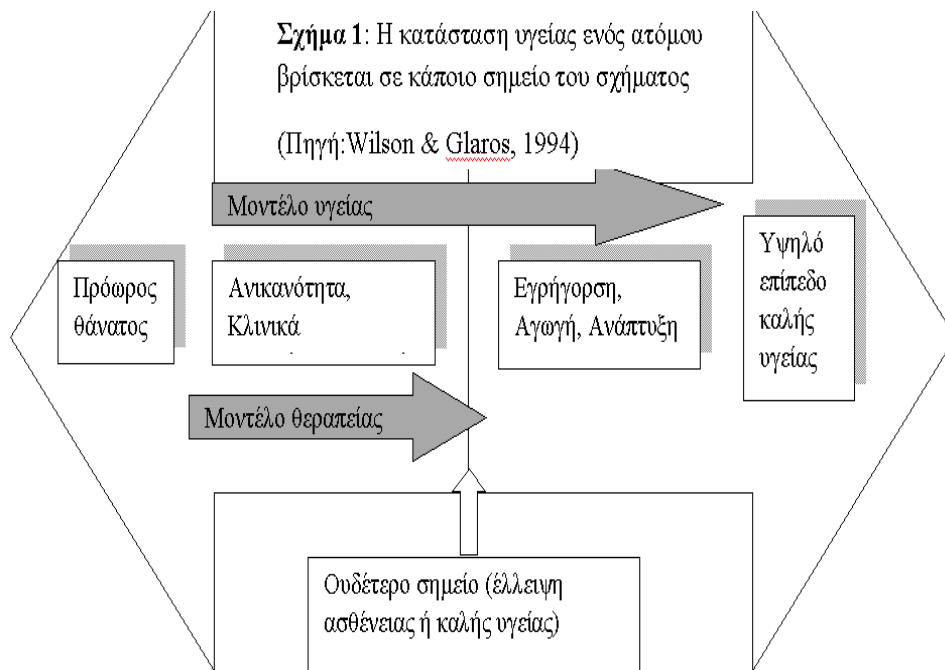 Σχήμα 1: Η κατάσταση υγείας ενός ατόμου
βρίσκεται σε κάποιο σημείο του σχήματος
(Πηγή:Wilson & Glaros, 1994)
Μοντέλο υγείας
Πρόωρος
θάνατος
Ανικανότητα,
Κλινικά
Εγρήγορση,
Αγωγή, Ανάπτυξη
Υψηλό
επίπεδο
καλής
υγείας
Μοντέλο θεραπείας
Ουδέτερο σημείο (έλλειψη
ασθένειας ή καλής υγείας)